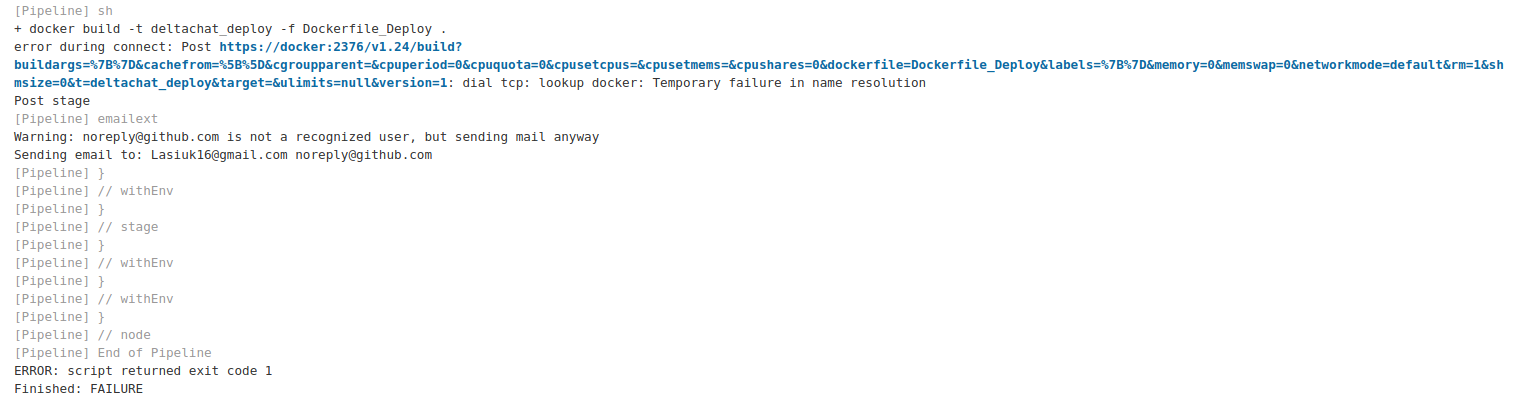 [Pipeline] sh
+ docker build -t deltachat_deploy -f Dockerfile_Deploy .
error during connect: Post https://docker:2376/v1.24/build?
buildargs=%7B%7D&cachefrom=%5B%5D&cgroupparent=&cpuperiod=0&cpuquota=0&cpusetcpus=&cpusetmems=&cpushares=0&dockerfile=Dockerfile_Deploy&labels=%7B%7D&memory=0&memswap=0&networkmode=default&rm=1&sh
msize=0&t=deltachat_deploy&target=&ulimits=null&version=1: dial tcp: lookup docker: Temporary failure in name resolution
Post stage
[Pipeline] emailext
Warning: noreply@github.com is not a recognized user, but sending mail anyway
Sending email to: Lasiuk16@gmail.com noreply@github.com
[Pipeline] }
[Pipeline] // withEnv
[Pipeline] }
[Pipeline] // stage
[Pipeline] }
[Pipeline] // withEnv
[Pipeline] }
[Pipeline] // withEnv
[Pipeline] }
[Pipeline] // node
[Pipeline] End of Pipeline
ERROR: script returned exit code 1
Finished: FAILURE